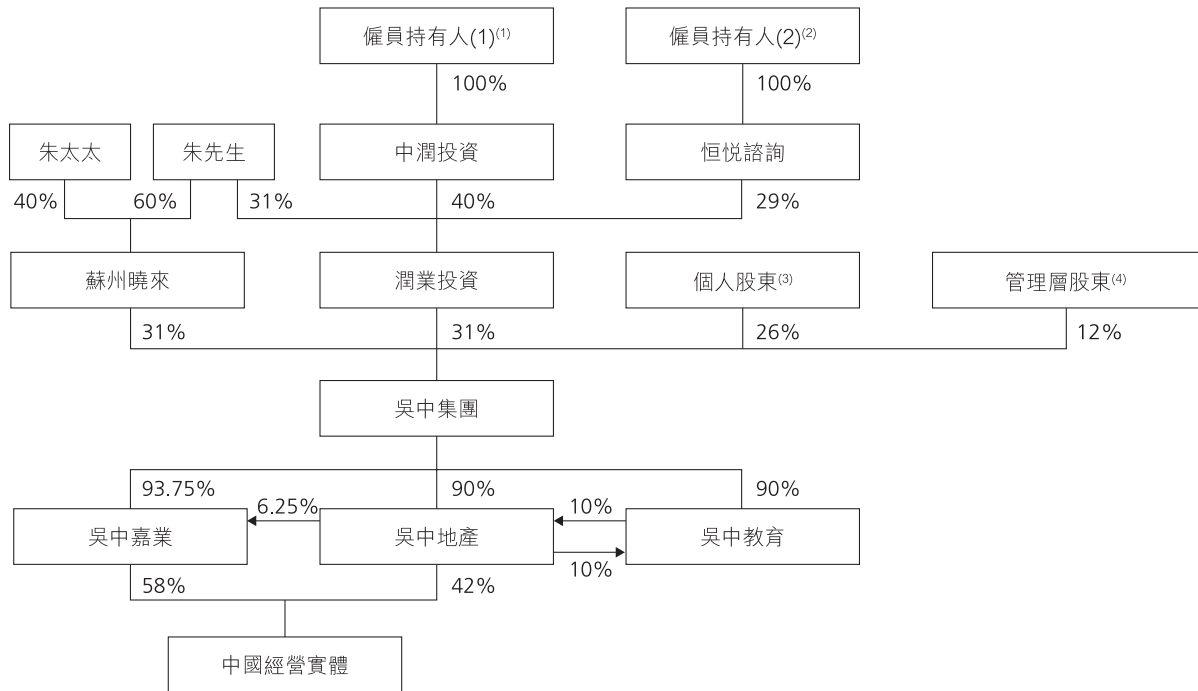 僱員持有人(1)⁽¹⁾
僱員持有人(2)⁽²⁾
100%
100%
朱太太
朱先生
中潤投資
恒悅諮詢
40%
60%
31%
40%
29%
蘇州曉來
潤業投資
個人股東⁽³⁾
管理層股東⁽⁴⁾
31%
31%
26%
12%
吳中集團
93.75%
90%
90%
6.25%
10%
吳中嘉業
吳中地產
吳中教育
10%
58%
42%
中國經營實體